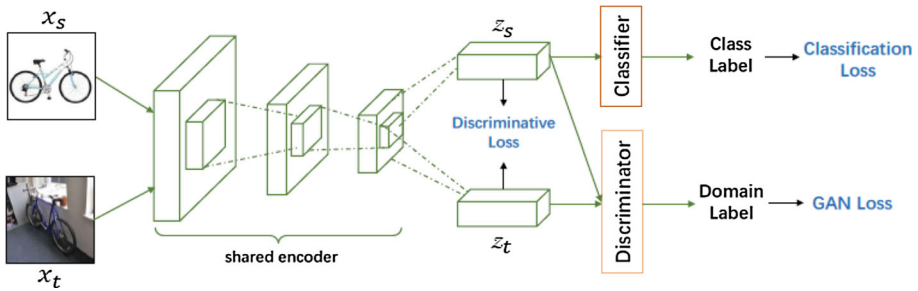 x_s
z_s
Classifier
Class
Label
Classification
Loss
Discriminative
Loss
Discriminator
Domain
Label
GAN Loss
z_t
shared encoder
x_t